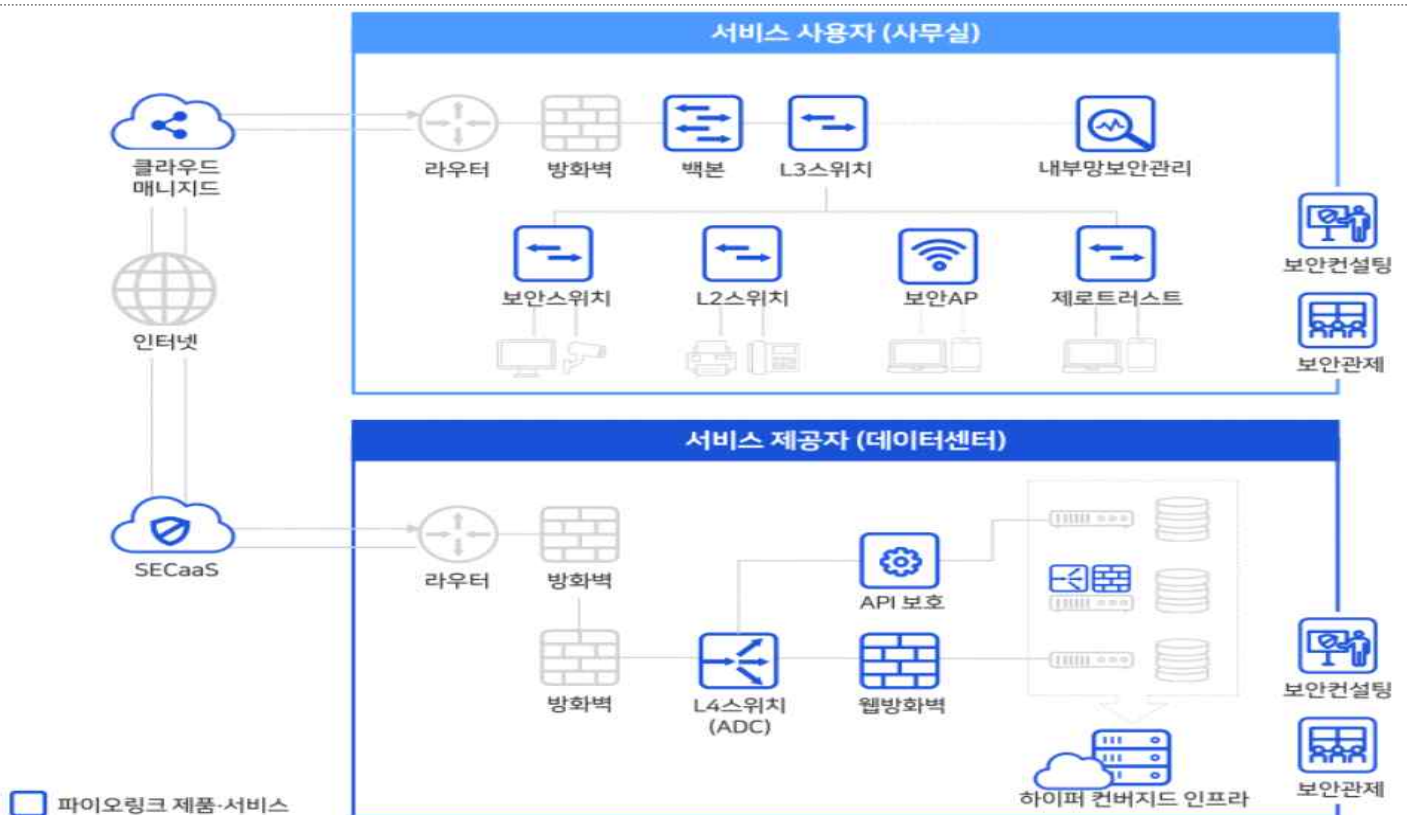 서비스 사용자 (사무실)
클라우드
매니지드
라우터
방화벽
백본
L3스위치
내부망보안관리
보안스위치
L2스위치
보안AP
제로트러스트
보안컨설팅
보안관제
인터넷
서비스 제공자 (데이터센터)
SECaaS
라우터
방화벽
API 보호
방화벽
L4스위치
(ADC)
웹방화벽
하이퍼 컨버지드 인프라
보안컨설팅
보안관제
파이오링크 제품·서비스